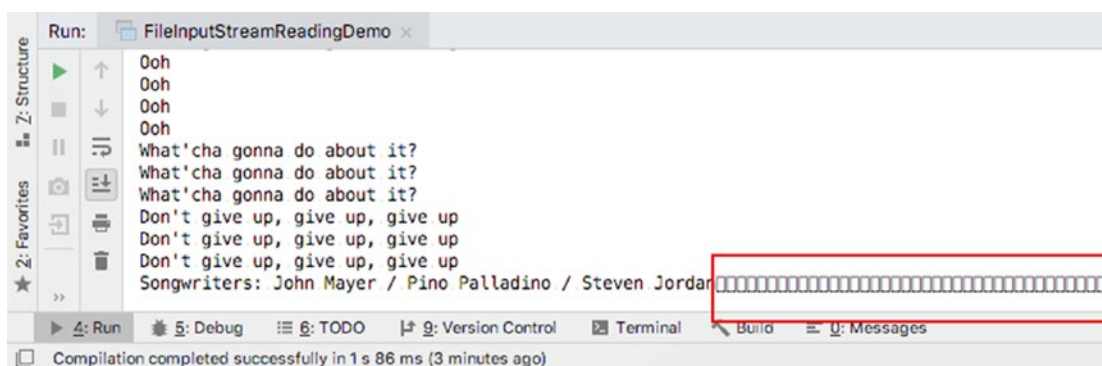 Run: FileInputStreamReadingDemo ×
Z: Structure
2: Favorites
Ooh
Ooh
Ooh
Ooh
What'cha gonna do about it?
What'cha gonna do about it?
What'cha gonna do about it?
Don't give up, give up, give up
Don't give up, give up, give up
Don't give up, give up, give up
Songwriters: John Mayer / Pino Palladino / Steven Jordan
»
4: Run 5: Debug 6: TODO 9: Version Control Terminal Build 0: Messages
Compilation completed successfully in 1 s 86 ms (3 minutes ago)